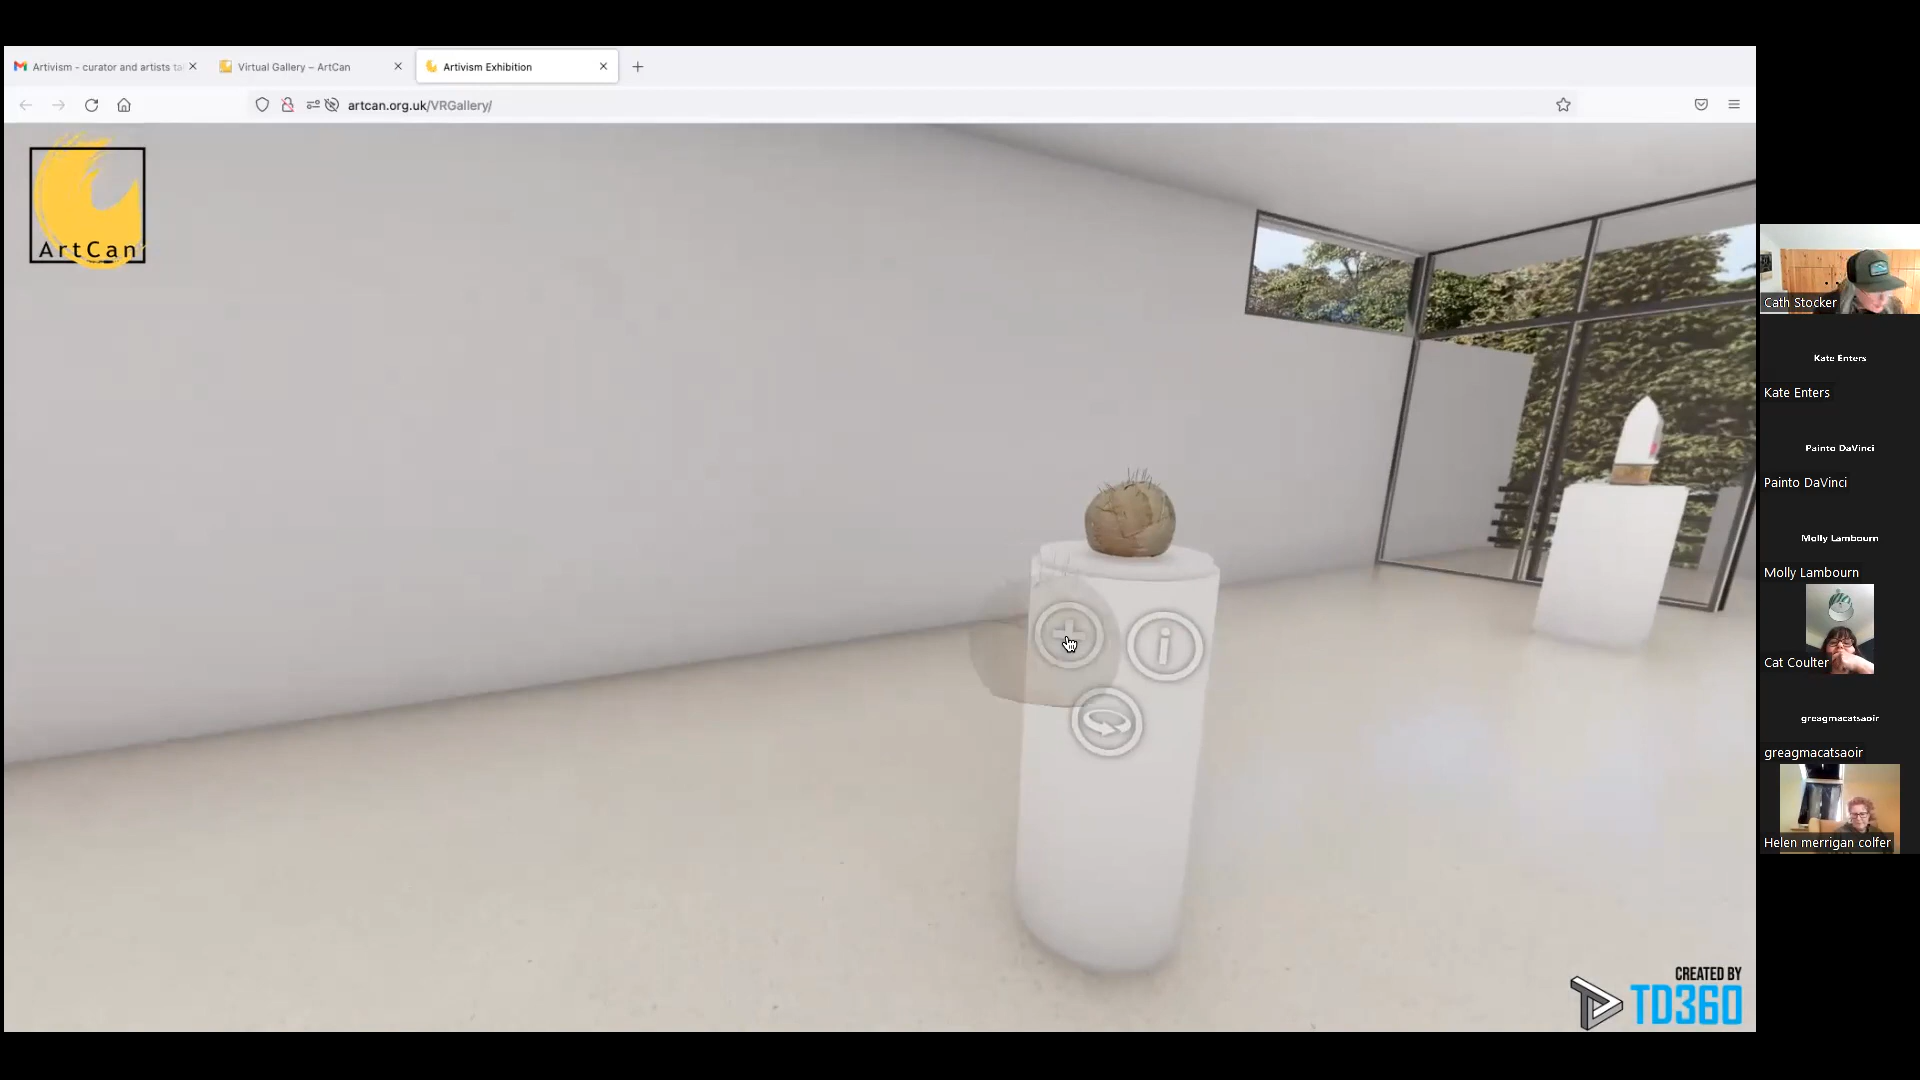 Artivism - curator and artists ta
Virtual Gallery – ArtCan
Artivism Exhibition
artcan.org.uk/VRGallery/
ArtCan
i
Cath Stocker
Kate Enters
Kate Enters
Painto DaVinci
Painto DaVinci
Molly Lambourn
Molly Lambourn
Cat Coulter
greagmacatsaoir
greagmacatsaoir
Helen merrigan colfer
CREATED BY
TD360